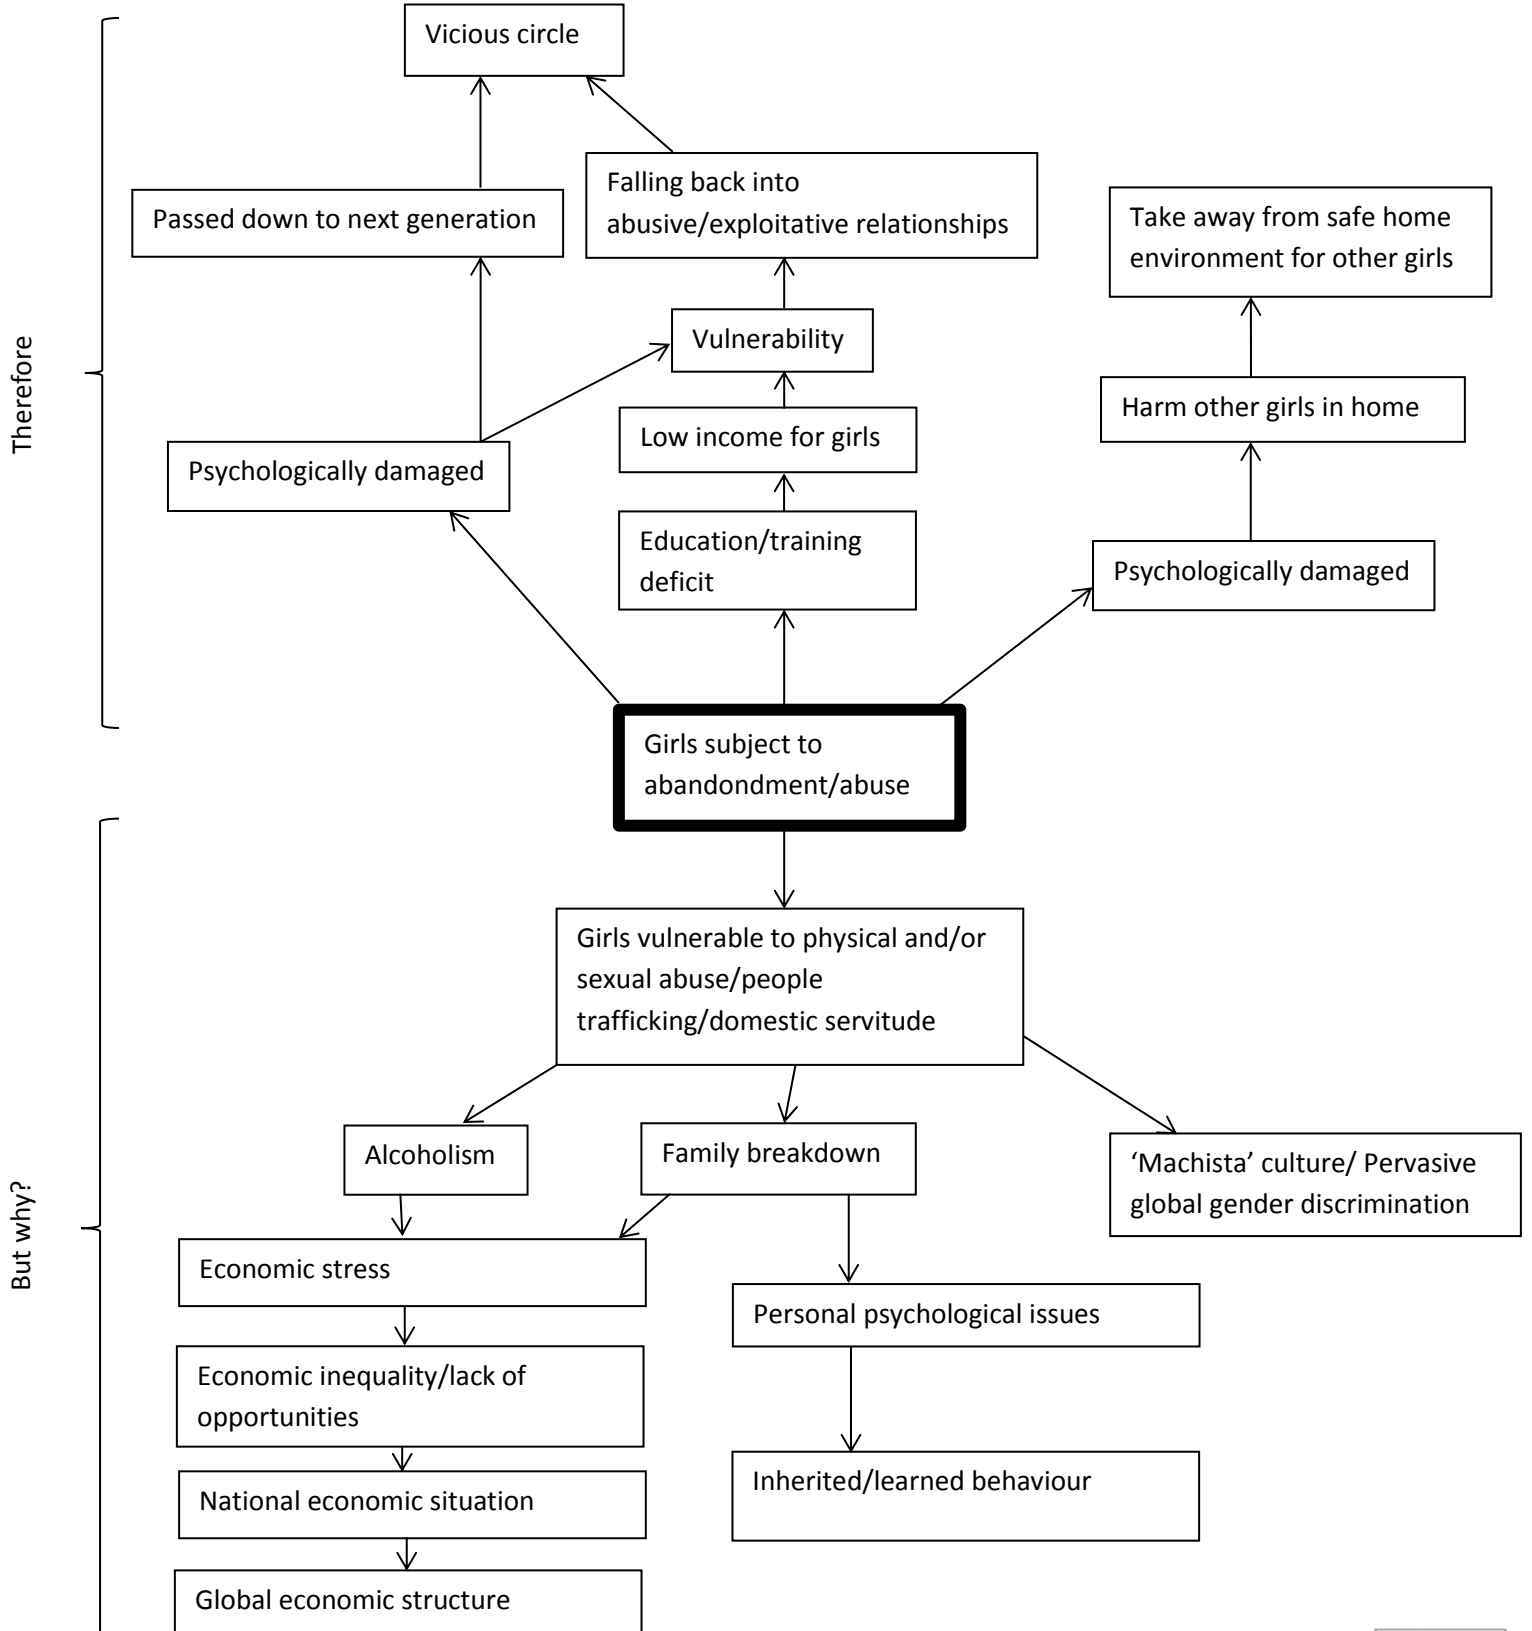 Vicious circle
Falling back into
abusive/exploitative relationships
Passed down to next generation
Take away from safe home
environment for other girls
Therefore
Vulnerability
Harm other girls in home
Low income for girls
Psychologically damaged
Education/training
deficit
Psychologically damaged
Girls subject to
abandondment/abuse
But why?
Girls vulnerable to physical and/or
sexual abuse/people
trafficking/domestic servitude
Alcoholism
Family breakdown
‘Machista’ culture/ Pervasive
global gender discrimination
Economic stress
Personal psychological issues
Economic inequality/lack of
opportunities
Inherited/learned behaviour
National economic situation
Global economic structure